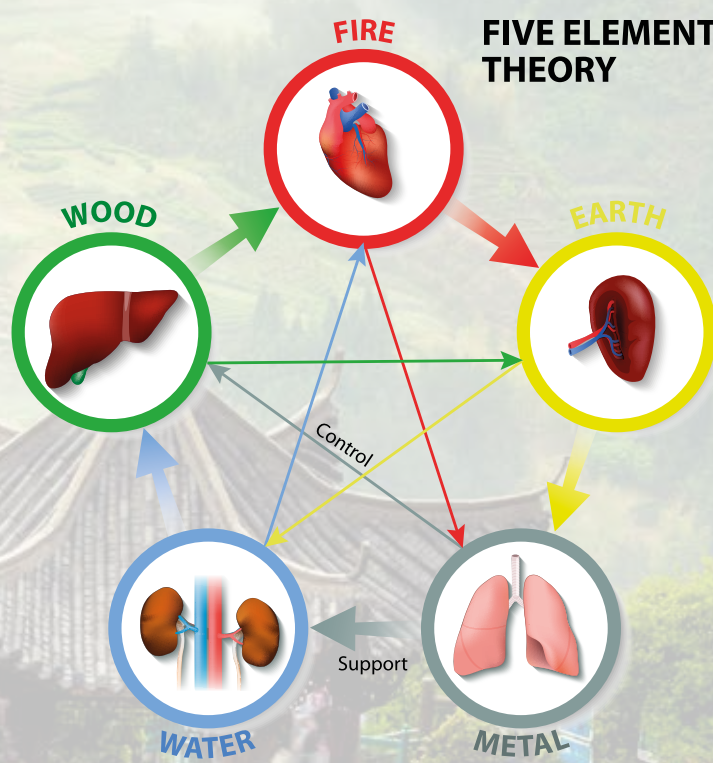 FIRE
FIVE ELEMENT
THEORY
WOOD
EARTH
Control
Support
WATER
METAL